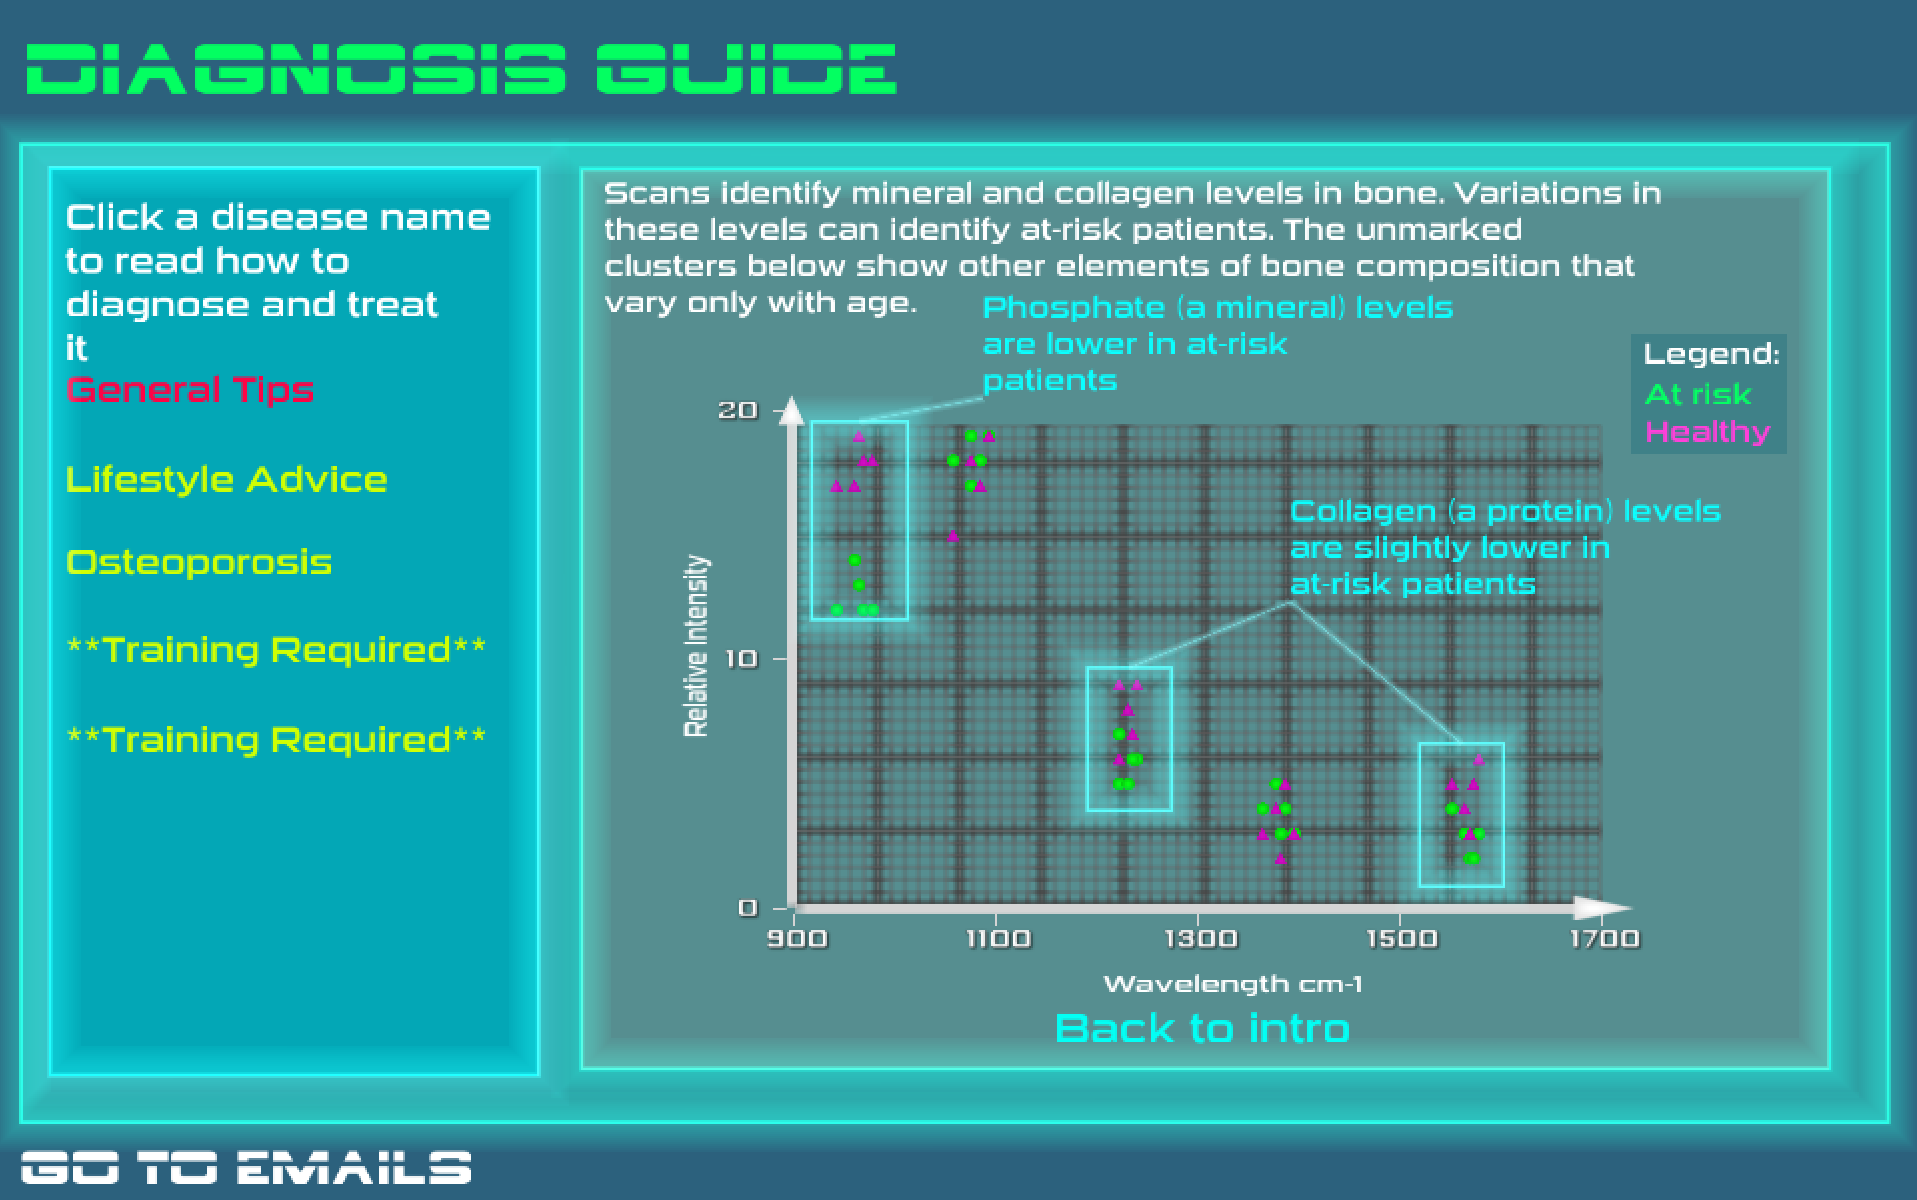 DIAGNOSIS GUIDE
Click a disease name
to read how to
diagnose and treat
it
General Tips
Lifestyle Advice
Osteoporosis
**Training Required**
**Training Required**
Scans identify mineral and collagen levels in bone. Variations in
these levels can identify at-risk patients. The unmarked
clusters below show other elements of bone composition that
vary only with age.
Phosphate (a mineral) levels
are lower in at-risk
patients
Legend:
At risk
Healthy
Collagen (a protein) levels
are slightly lower in
at-risk patients
20
10
0
Relative Intensity
900 1100 1300 1500 1700
Wavelength cm-1
Back to intro
GO TO EMAILS